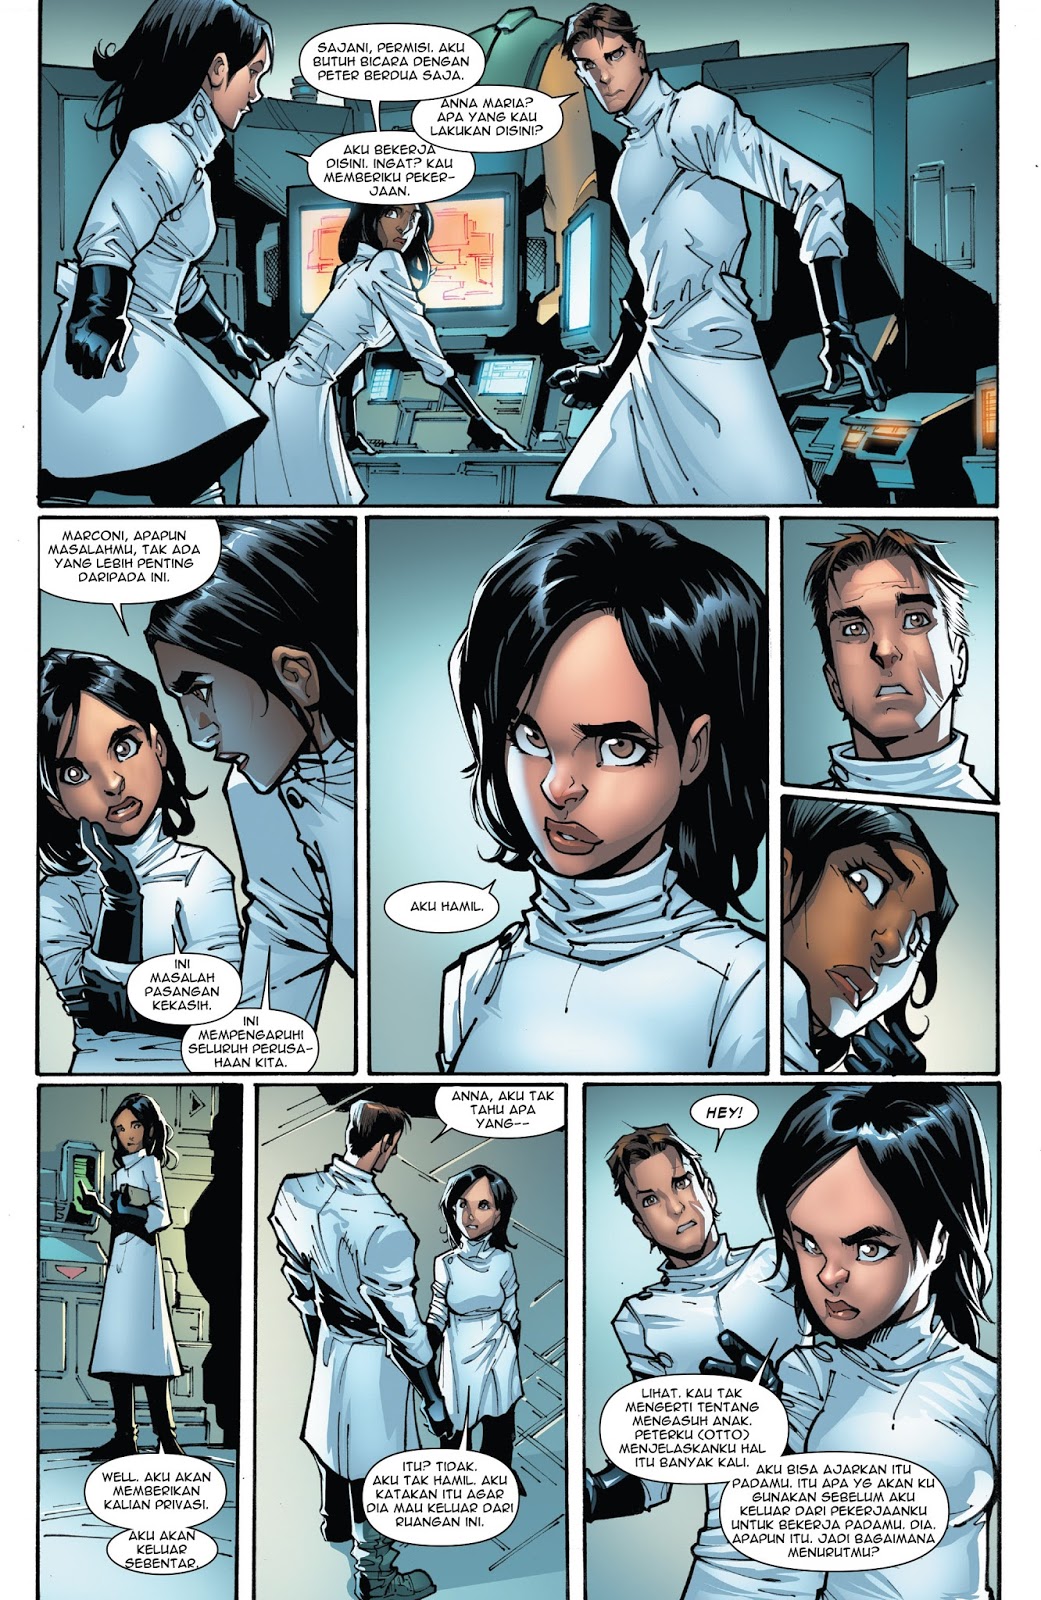 SAJANI, PERMISI. AKU
BUTUH BICARA DENGAN
PETER BERDUA SAJA.
ANNA MARIA?
APA YANG KAU
LAKUKAN DISINI?
AKU BEKERJA
DISINI. INGAT? KAU
MEMBERIKU PEKER-
JAAN.
MARCONI, APAPUN
MASALAHMU, TAK ADA
YANG LEBIH PENTING
DARIPADA INI.
INI
MASALAH
PASANGAN
KEKASIH.
INI
MEMPENGARUHI
SELURUH PERUSA-
HAAN KITA.
AKU HAMIL.
WELL. AKU AKAN
MEMBERIKAN
KALIAN PRIVASI.
AKU AKAN
KELUAR
SEBENTAR.
ANNA, AKU TAK
TAHU APA
YANG--
ITU? TIDAK.
AKU TAK HAMIL. AKU
KATAKAN ITU AGAR
DIA MAU KELUAR DARI
RUANGAN INI.
HEY!
LIHAT. KAU TAK
MENGERTI TENTANG
MENGASUH ANAK.
PETERKU (OTTO)
MENJELASKANKU HAL
ITU BANYAK KALI.
AKU BISA AJARKAN ITU
PADAMU. ITU APA YG AKAN KU
GUNAKAN SEBELUM AKU
KELUAR DARI PEKERJAANKU
UNTUK BEKERJA PADAMU. DIA.
APAPUN ITU. JADI BAGAIMANA
MENURUTMU?